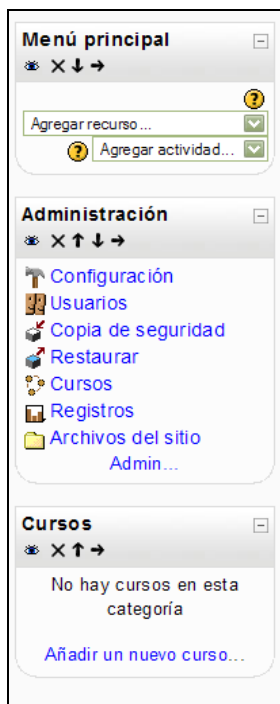 Menú principal
?
Agregar recurso...
? Agregar actividad...
Administración
Configuración
Usuarios
Copia de seguridad
Restaurar
Cursos
Registros
Archivos del sitio
Admin...
Cursos
No hay cursos en esta
categoría
Añadir un nuevo curso...